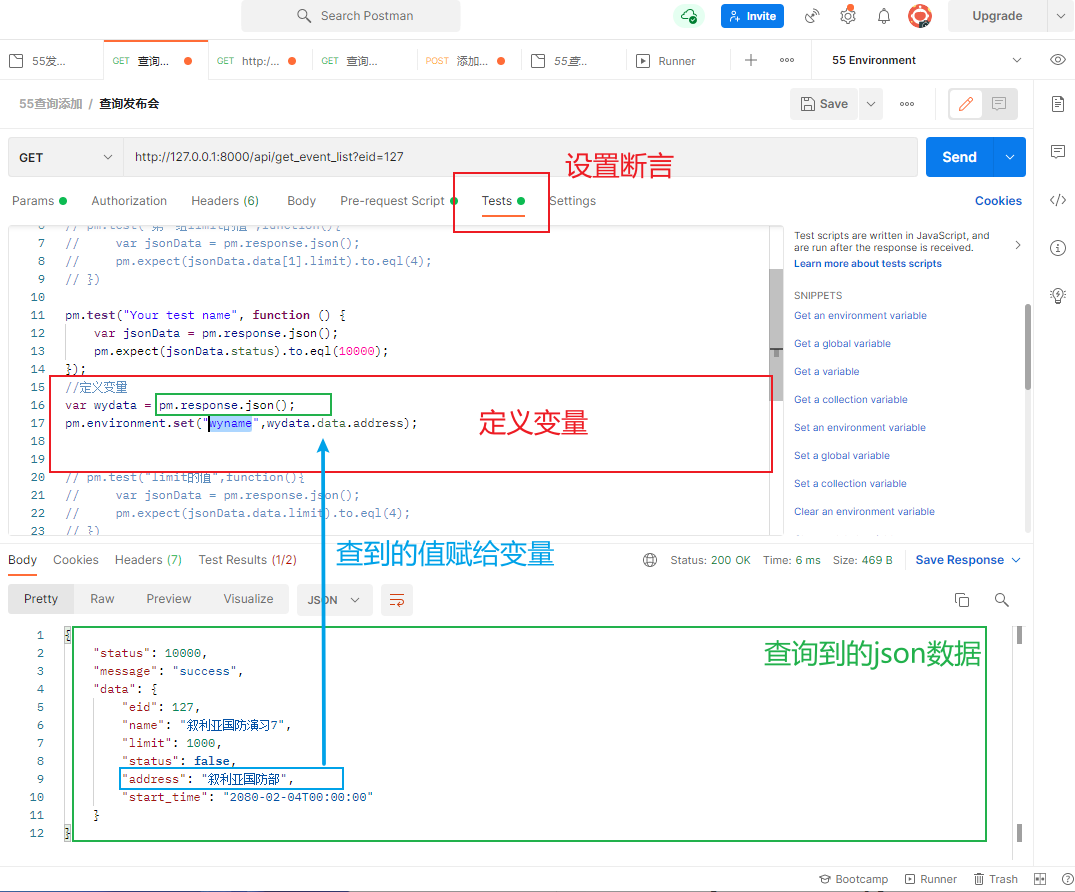 Search Postman
Invite
Upgrade
55发...
GET 查询...
GET http:/...
GET 查询...
POST 添加...
55查..
Runner
55 Environment
55查询添加 / 查询发布会
Save
GET
http://127.0.0.1:8000/api/get_event_list?eid=127
Send
设置断言
Params
Authorization
Headers (6)
Body
Pre-request Script
Tests
Settings
Cookies
6 // pm.test("第一组limit的值",function(){
7 // var jsonData = pm.response.json();
8 // pm.expect(jsonData.data[1].limit).to.eql(4);
9 // })
10
11 pm.test("Your test name", function () {
12 var jsonData = pm.response.json();
13 pm.expect(jsonData.status).to.eql(10000);
14 });
15 //定义变量
16 var wydata = pm.response.json();
17 pm.environment.set("wyname",wydata.data.address);
18
19
20 // pm.test("limit的值",function(){
21 // var jsonData = pm.response.json();
22 // pm.expect(jsonData.data.limit).to.eql(4);
23 // })
定义变量
Test scripts are written in JavaScript, and
are run after the response is received.
Learn more about tests scripts
SNIPPETS
Get an environment variable
Get a global variable
Get a variable
Get a collection variable
Set an environment variable
Set a global variable
Set a collection variable
Clear an environment variable
Body
Cookies
Headers (7)
Test Results (1/2)
查到的值赋给变量
Status: 200 OK
Time: 6 ms
Size: 469 B
Save Response
Pretty
Raw
Preview
Visualize
JSON
查询到的json数据
1 {
2 "status": 10000,
3 "message": "success",
4 "data": {
5 "eid": 127,
6 "name": "叙利亚国防演习7",
7 "limit": 1000,
8 "status": false,
9 "address": "叙利亚国防部",
10 "start_time": "2080-02-04T00:00:00"
11 }
12 }
Bootcamp
Runner
Trash